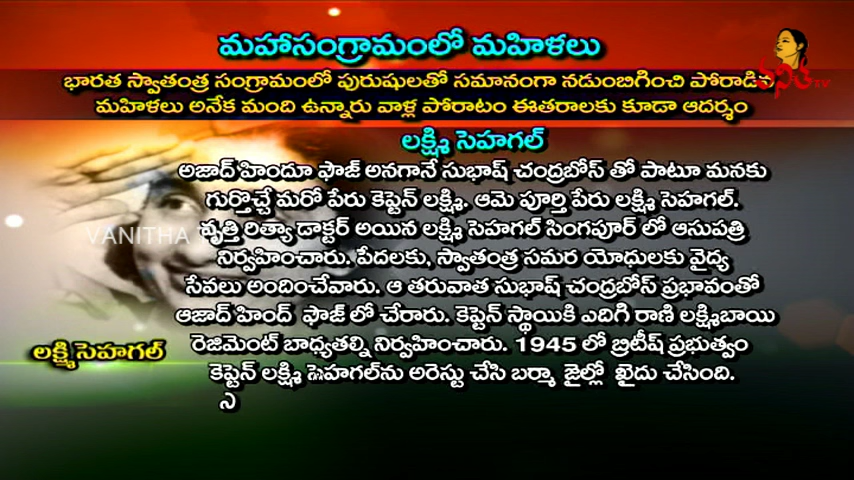 మహాసంగ్రామంలో మహిళలు
భారత స్వాతంత్ర సంగ్రామంలో పురుషులతో సమానంగా నడుంబిగించి పోరాడిన
మహిళలు అనేక మంది ఉన్నారు వాళ్ల పోరాటం ఈతరాలకు కూడా ఆదర్శం
లక్ష్మి సెహగల్
అజాద్ హిందూ ఫౌజ్ అనగానే సుభాష్ చంద్రబోస్ తో పాటూ మనకు
గుర్తొచ్చే మరో పేరు కెప్టెన్ లక్ష్మి. ఆమె పూర్తి పేరు లక్ష్మి సెహగల్.
వృత్తి రిత్యా డాక్టర్ అయిన లక్ష్మి సెహగల్ సింగపూర్ లో ఆసుపత్రి
నిర్వహించారు. పేదలకు, స్వాతంత్ర సమర యోధులకు వైద్య
సేవలు అందించేవారు. ఆ తరువాత సుభాష్ చంద్రబోస్ ప్రభావంతో
ఆజాద్ హింద్ ఫౌజ్ లో చేరారు. కెప్టెన్ స్థాయికి ఎదిగి రాణి లక్ష్మిబాయి
రెజిమెంట్ బాధ్యతల్ని నిర్వహించారు. 1945 లో బ్రిటీష్ ప్రభుత్వం
కెప్టెన్ లక్ష్మి సెహగల్‌ను అరెస్టు చేసి బర్మా జైల్లో ఖైదు చేసింది.
ఎ
లక్ష్మిసెహగల్
VANITHA
వనిత TV